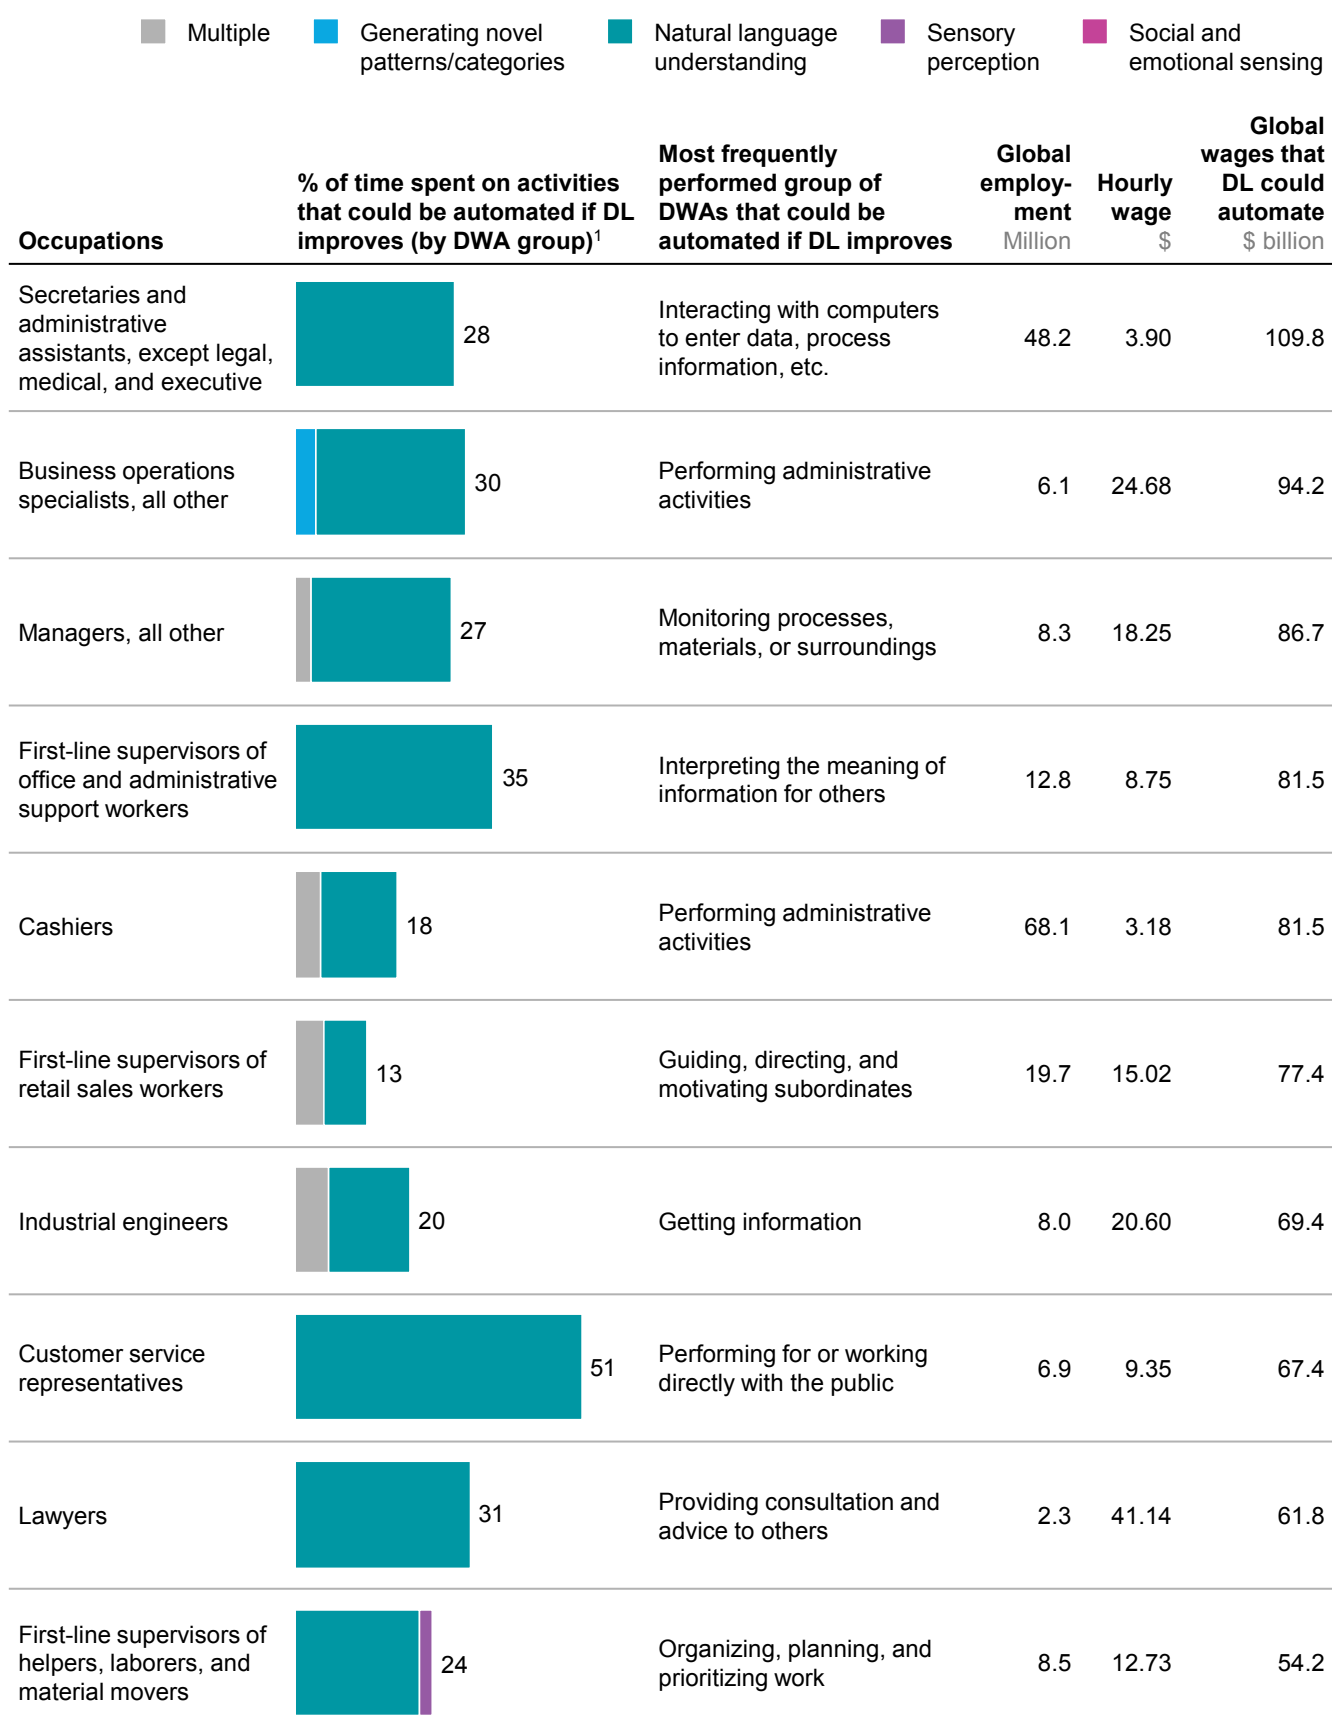 Multiple
Generating novel
patterns/categories
Natural language
understanding
Sensory
perception
Social and
emotional sensing
Occupations
% of time spent on activities
that could be automated if DL
improves (by DWA group)¹
Most frequently
performed group of
DWAs that could be
automated if DL improves
Global
employ-
ment
Million
Hourly
wage
$
Global
wages that
DL could
automate
$ billion
Secretaries and
administrative
assistants, except legal,
medical, and executive
28
Interacting with computers
to enter data, process
information, etc.
48.2
3.90
109.8
Business operations
specialists, all other
30
Performing administrative
activities
6.1
24.68
94.2
Managers, all other
27
Monitoring processes,
materials, or surroundings
8.3
18.25
86.7
First-line supervisors of
office and administrative
support workers
35
Interpreting the meaning of
information for others
12.8
8.75
81.5
Cashiers
18
Performing administrative
activities
68.1
3.18
81.5
First-line supervisors of
retail sales workers
13
Guiding, directing, and
motivating subordinates
19.7
15.02
77.4
Industrial engineers
20
Getting information
8.0
20.60
69.4
Customer service
representatives
51
Performing for or working
directly with the public
6.9
9.35
67.4
Lawyers
31
Providing consultation and
advice to others
2.3
41.14
61.8
First-line supervisors of
helpers, laborers, and
material movers
24
Organizing, planning, and
prioritizing work
8.5
12.73
54.2